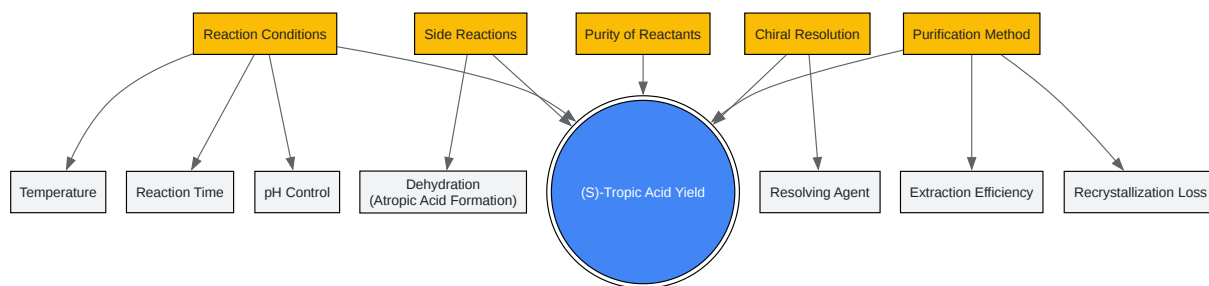 Reaction Conditions
Side Reactions
Purity of Reactants
Chiral Resolution
Purification Method
Temperature
Reaction Time
pH Control
Dehydration
(Atropic Acid Formation)
(S)-Tropic Acid Yield
Resolving Agent
Extraction Efficiency
Recrystallization Loss